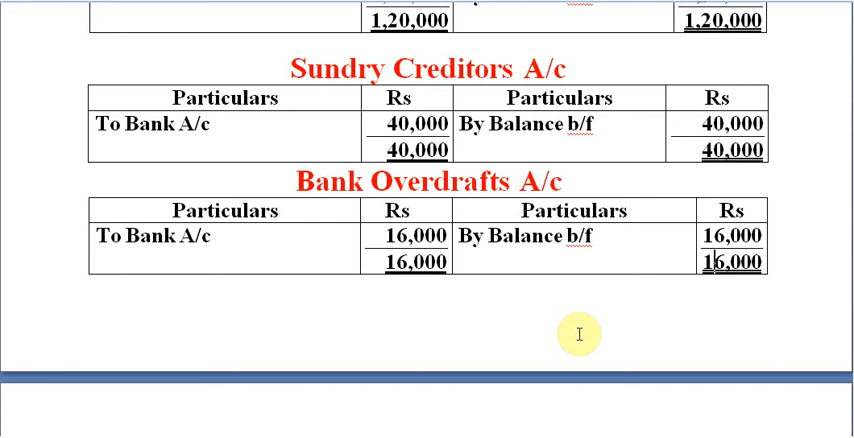 1,20,000 1,20,000
Sundry Creditors A/c
Particulars Rs Particulars Rs
To Bank A/c 40,000 By Balance b/f 40,000
40,000 40,000
Bank Overdrafts A/c
Particulars Rs Particulars Rs
To Bank A/c 16,000 By Balance b/f 16,000
16,000 16,000